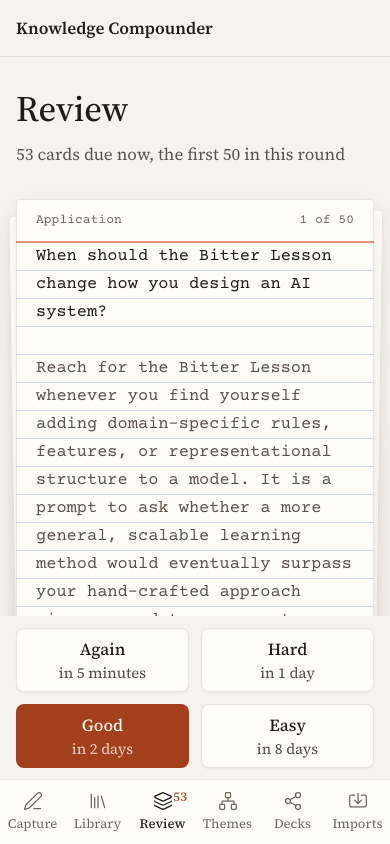 Knowledge Compounder
Review
53 cards due now, the first 50 in this round
Application 1 of 50
When should the Bitter Lesson
change how you design an AI
system?
Reach for the Bitter Lesson
whenever you find yourself
adding domain-specific rules,
features, or representational
structure to a model. It is a
prompt to ask whether a more
general, scalable learning
method would eventually surpass
your hand-crafted approach
Again
in 5 minutes
Hard
in 1 day
Good
in 2 days
Easy
in 8 days
53
Capture Library Review Themes Decks Imports